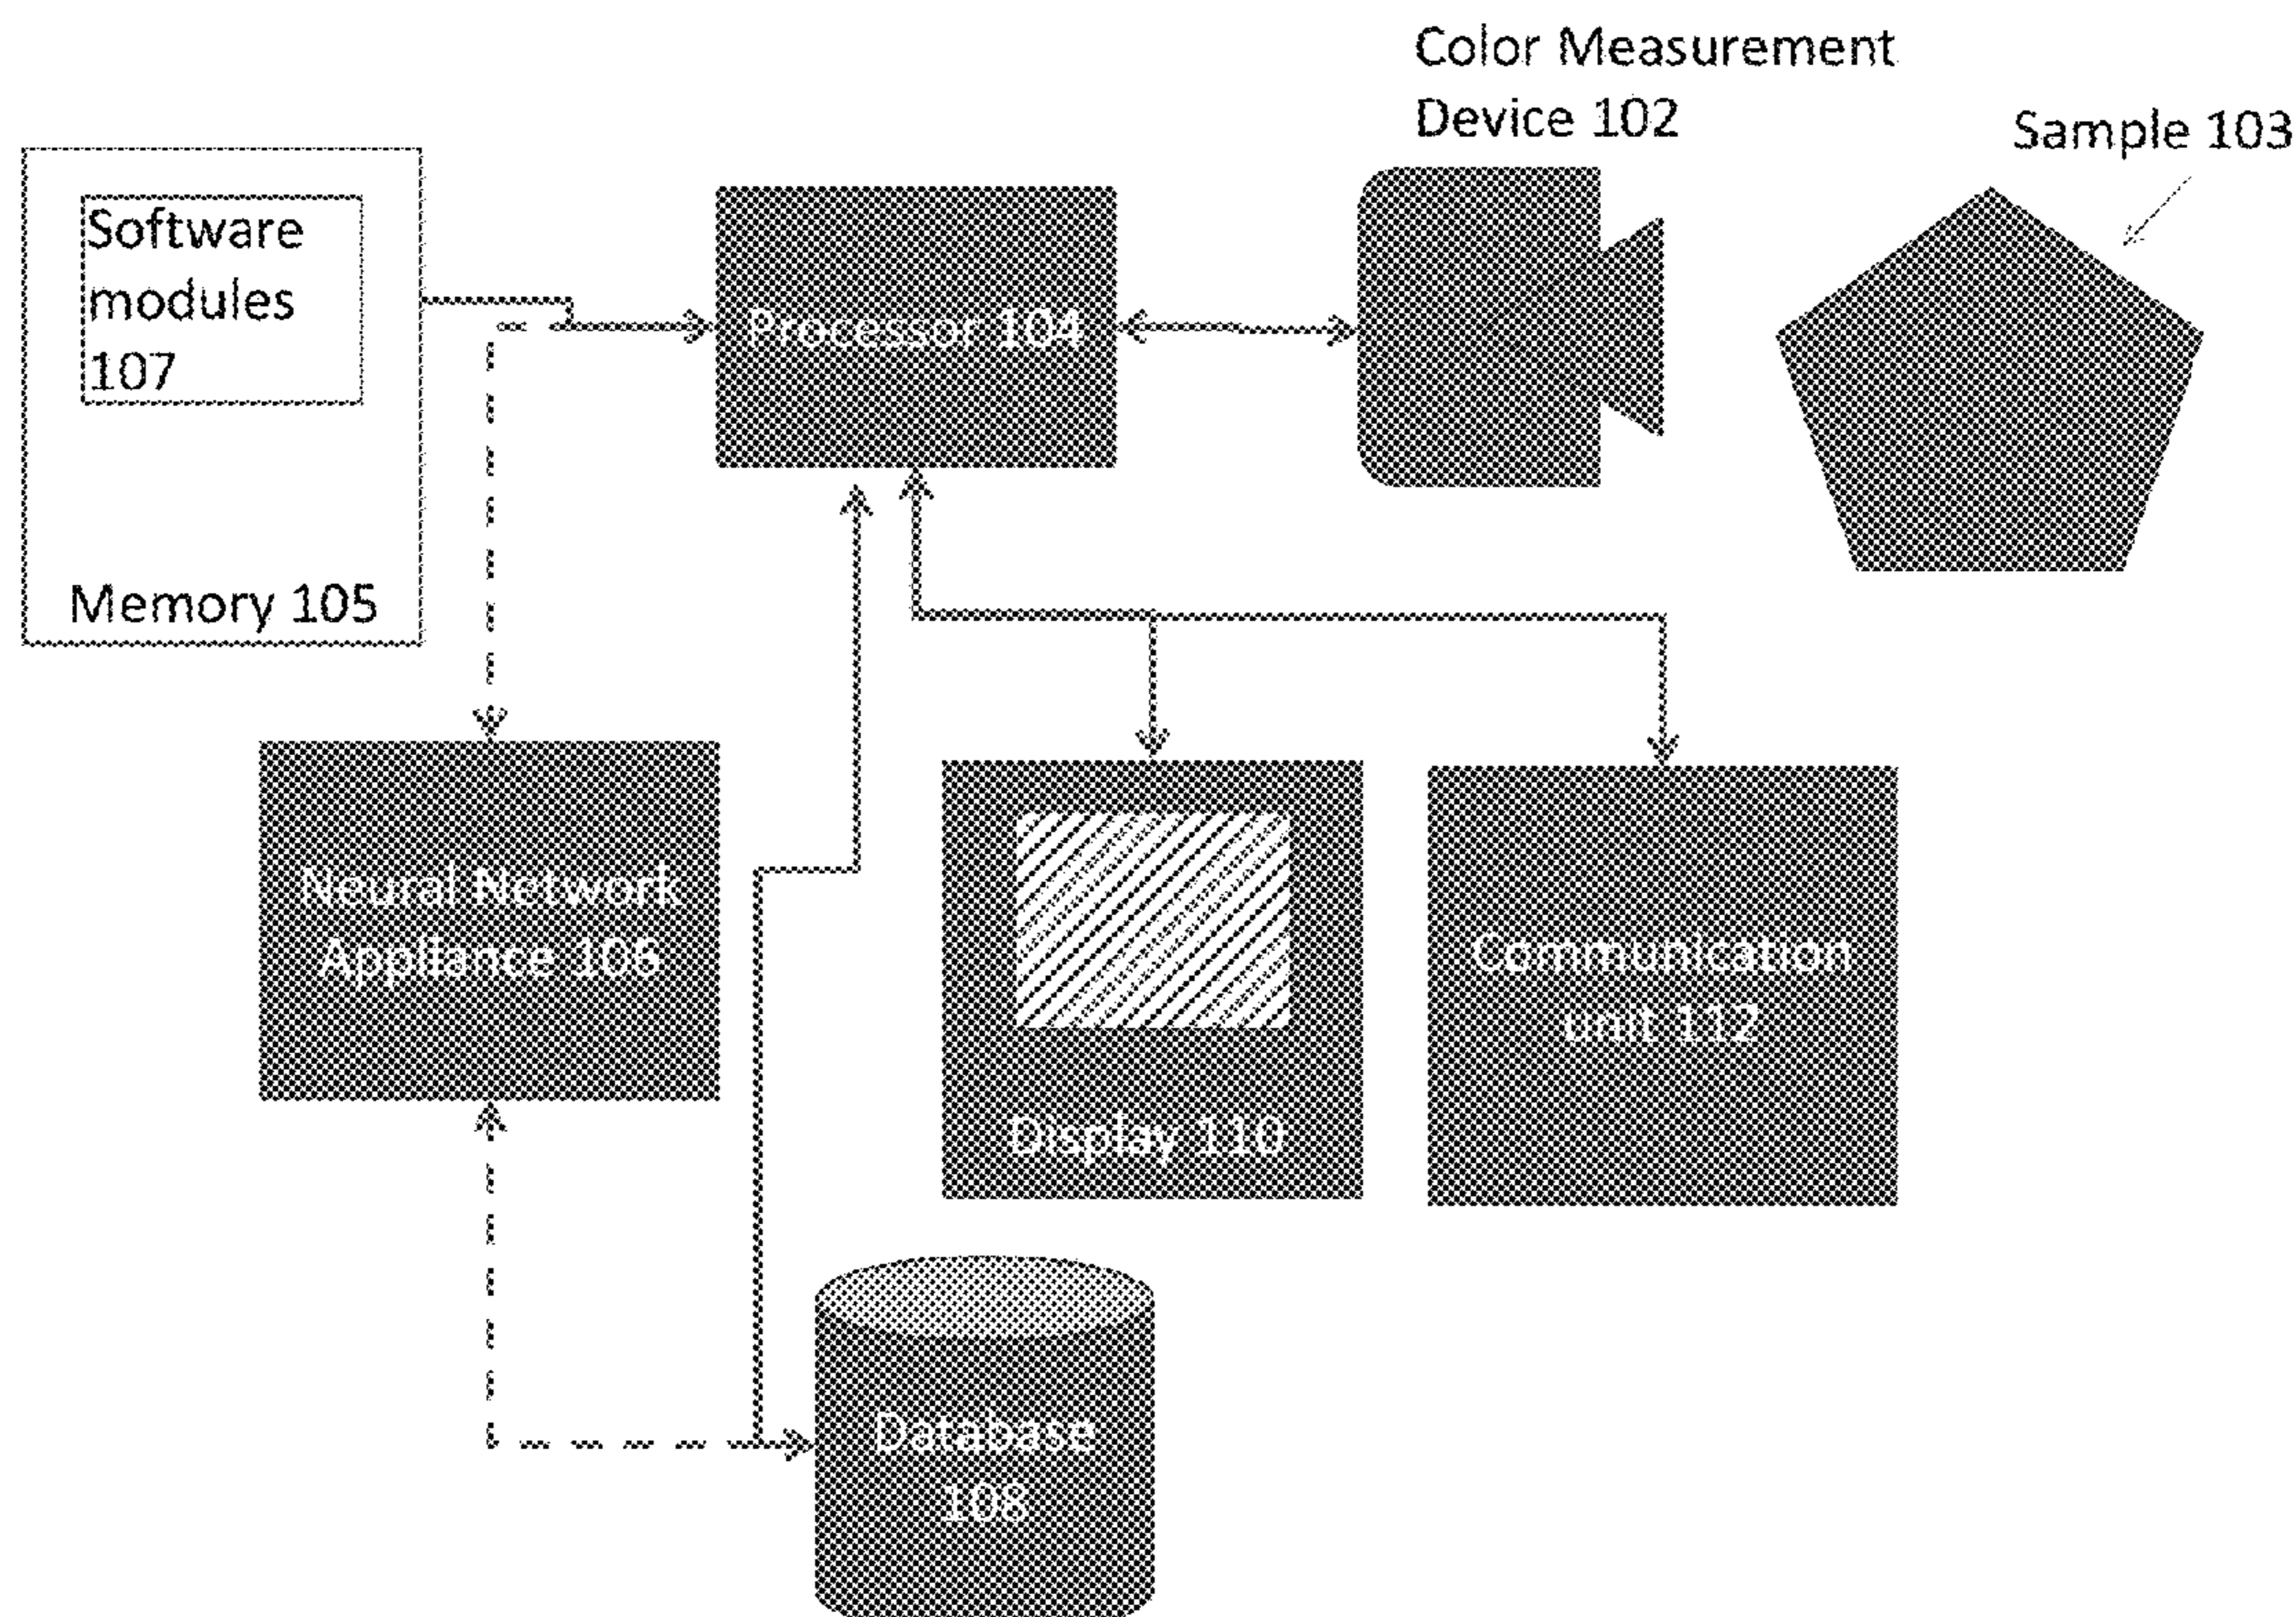 Color Measurement
Device 102
Sample 103
Software
modules
107
Memory 105
Processor 104
Neural Network
Appliance 106
Display 110
Communication
unit 112
Database
108